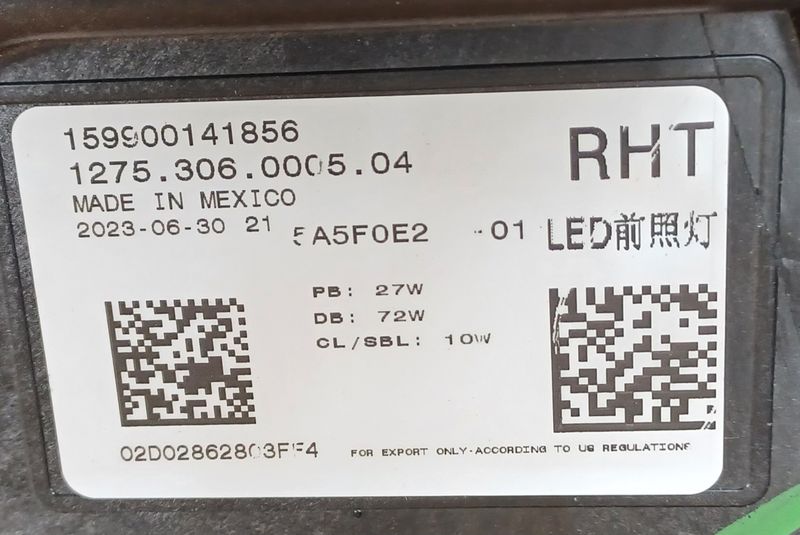 159900141856
RHT
1275.306.0005.04
MADE IN MEXICO
2023-06-30 21
5A5F0E2 -01 LED前照灯
PB: 27W
DB: 72W
CL/SBL: 10W
FOR EXPORT ONLY-ACCORDING TO US REGULATIONS